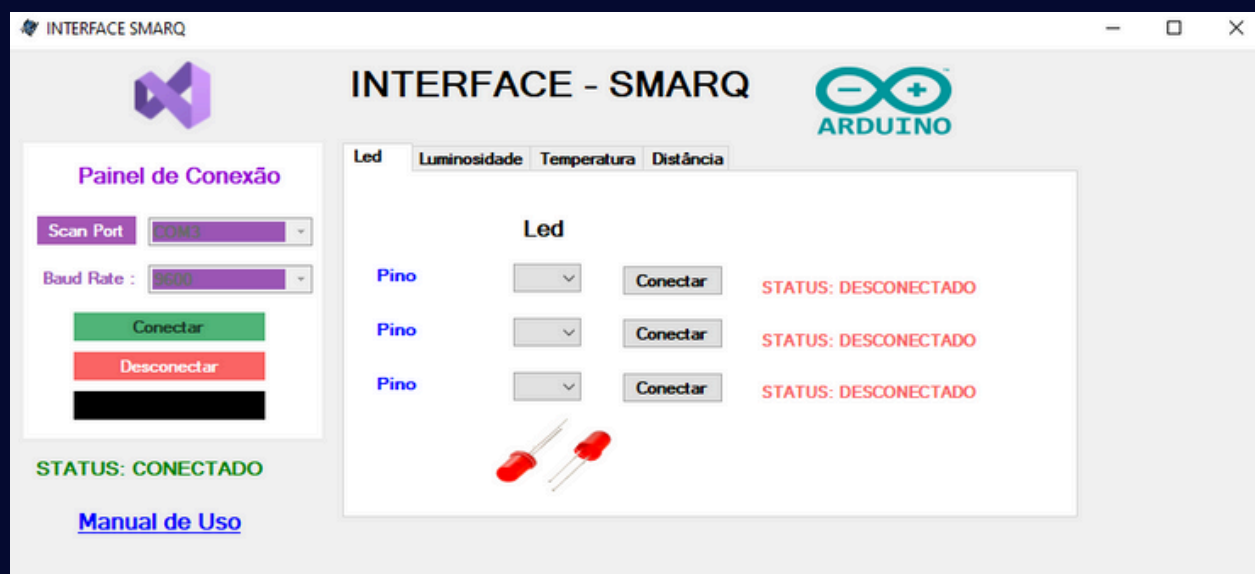 INTERFACE SMARQ
INTERFACE - SMARQ
ARDUINO
Painel de Conexão
Scan Port COM3
Baud Rate : 9600
Conectar
Desconectar
STATUS: CONECTADO
Manual de Uso
Led Luminosidade Temperatura Distância
Led
Pino Conectar STATUS: DESCONECTADO
Pino Conectar STATUS: DESCONECTADO
Pino Conectar STATUS: DESCONECTADO